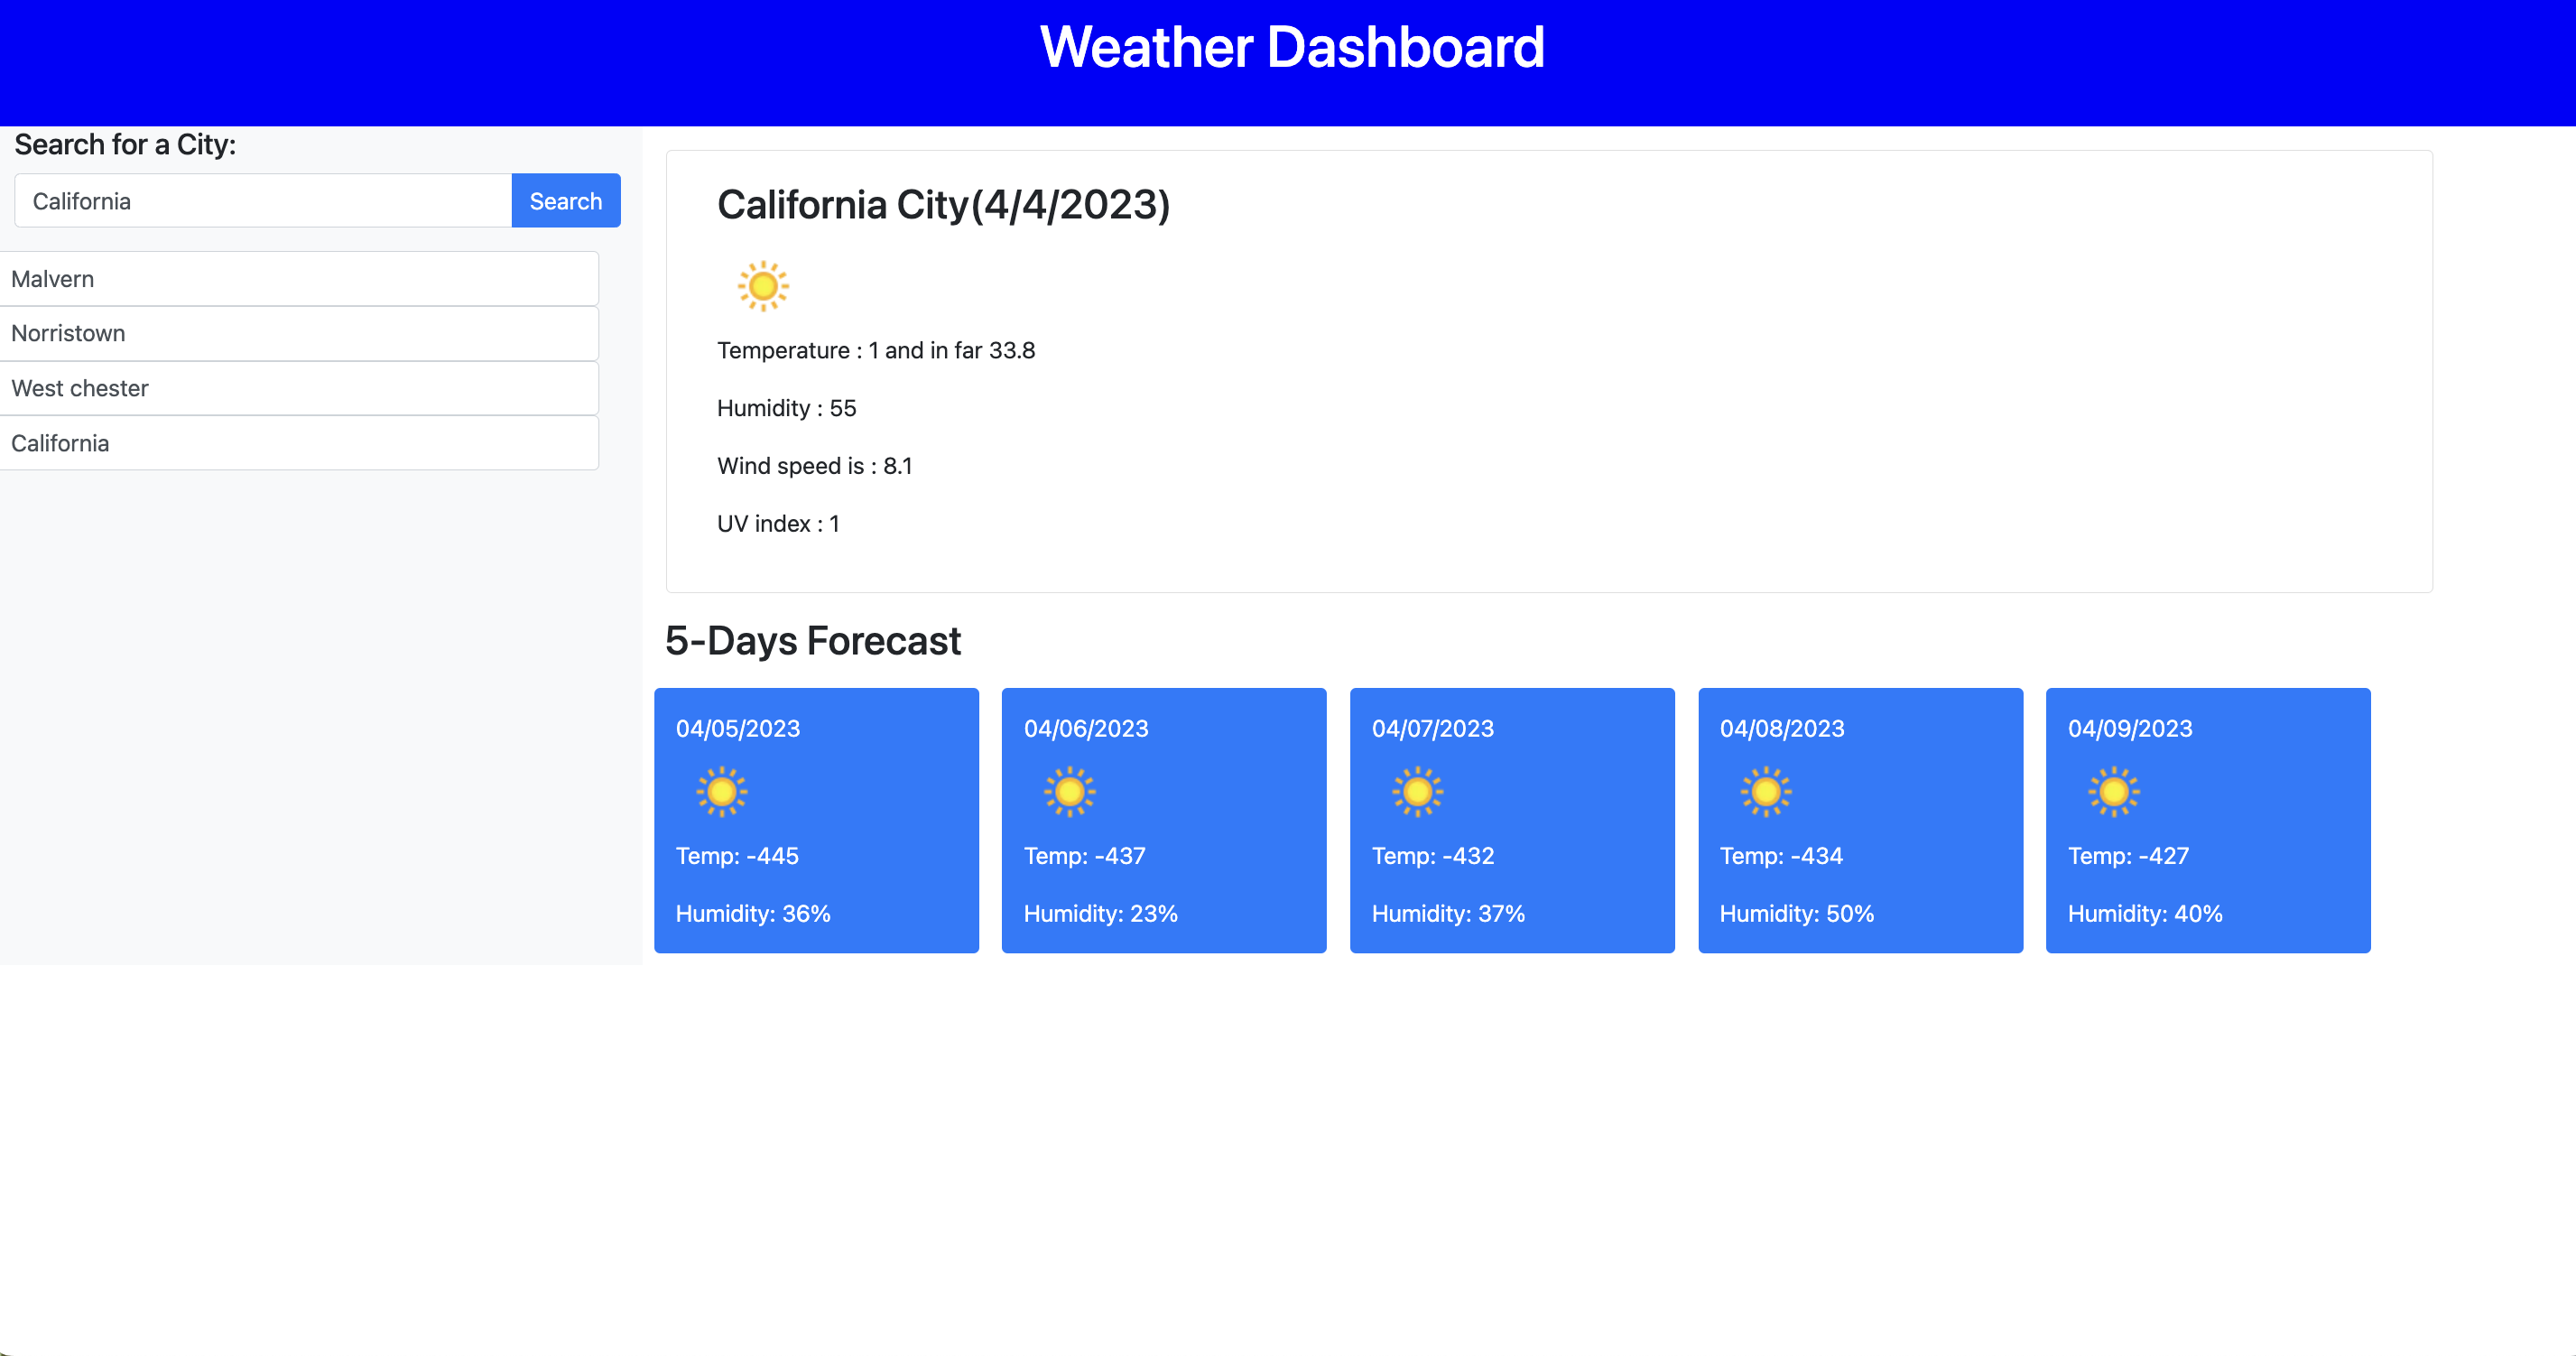 Weather Dashboard
Search for a City:
California
Search
Malvern
Norristown
West chester
California
California City(4/4/2023)
Temperature : 1 and in far 33.8
Humidity : 55
Wind speed is : 8.1
UV index : 1
5-Days Forecast
04/05/2023
Temp: -445
Humidity: 36%
04/06/2023
Temp: -437
Humidity: 23%
04/07/2023
Temp: -432
Humidity: 37%
04/08/2023
Temp: -434
Humidity: 50%
04/09/2023
Temp: -427
Humidity: 40%